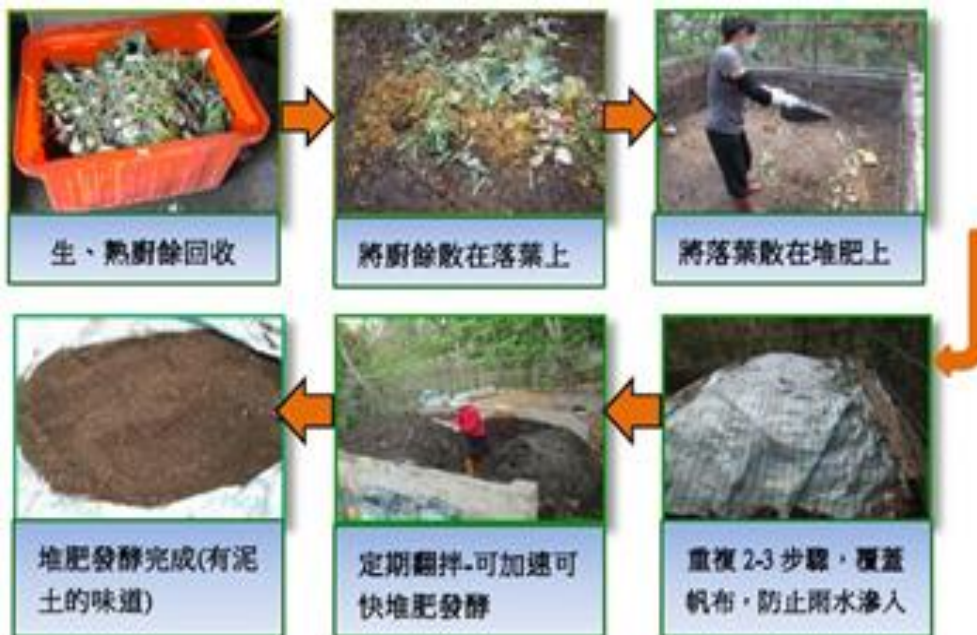 生、熟廚餘回收
將廚餘散在落葉上
將落葉散在堆肥上
重複 2-3 步驟，覆蓋
帆布，防止雨水滲入
定期翻拌-可加速可
快堆肥發酵
堆肥發酵完成(有泥
土的味道)